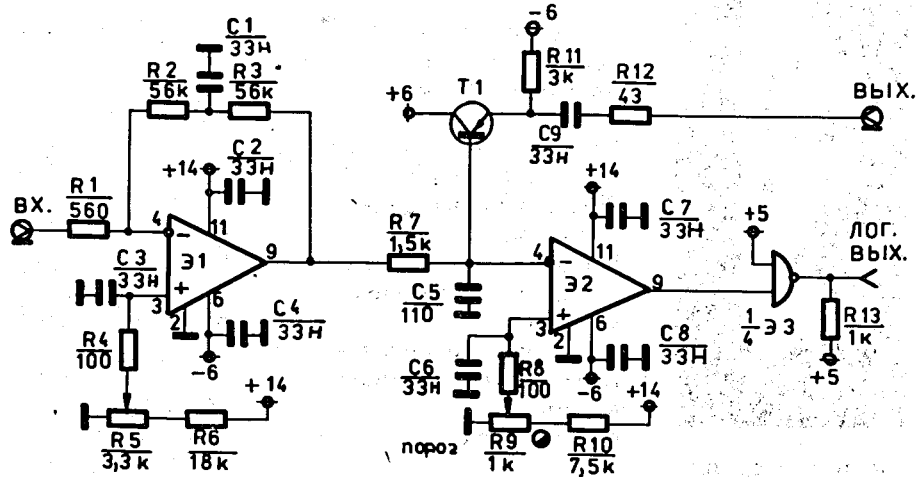 C1
33н
R2
56к
R3
56к
C2
33н
+14
R1
560
ВХ.
4
11
Э1
9
C3
33н
3
2
6
C4
33н
-6
R4
100
R5
3,3к
R6
18к
+14
-6
R11
3к
T1
+6
C9
33н
R12
43
ВЫХ.
R7
1,5к
C5
110
+14
C7
33н
4
11
Э2
9
3
2
6
C8
33н
-6
C6
33н
R8
100
порог
R9
1к
R10
7,5к
+14
+5
1/4 Э3
ЛОГ.
ВЫХ.
R13
1к
+5